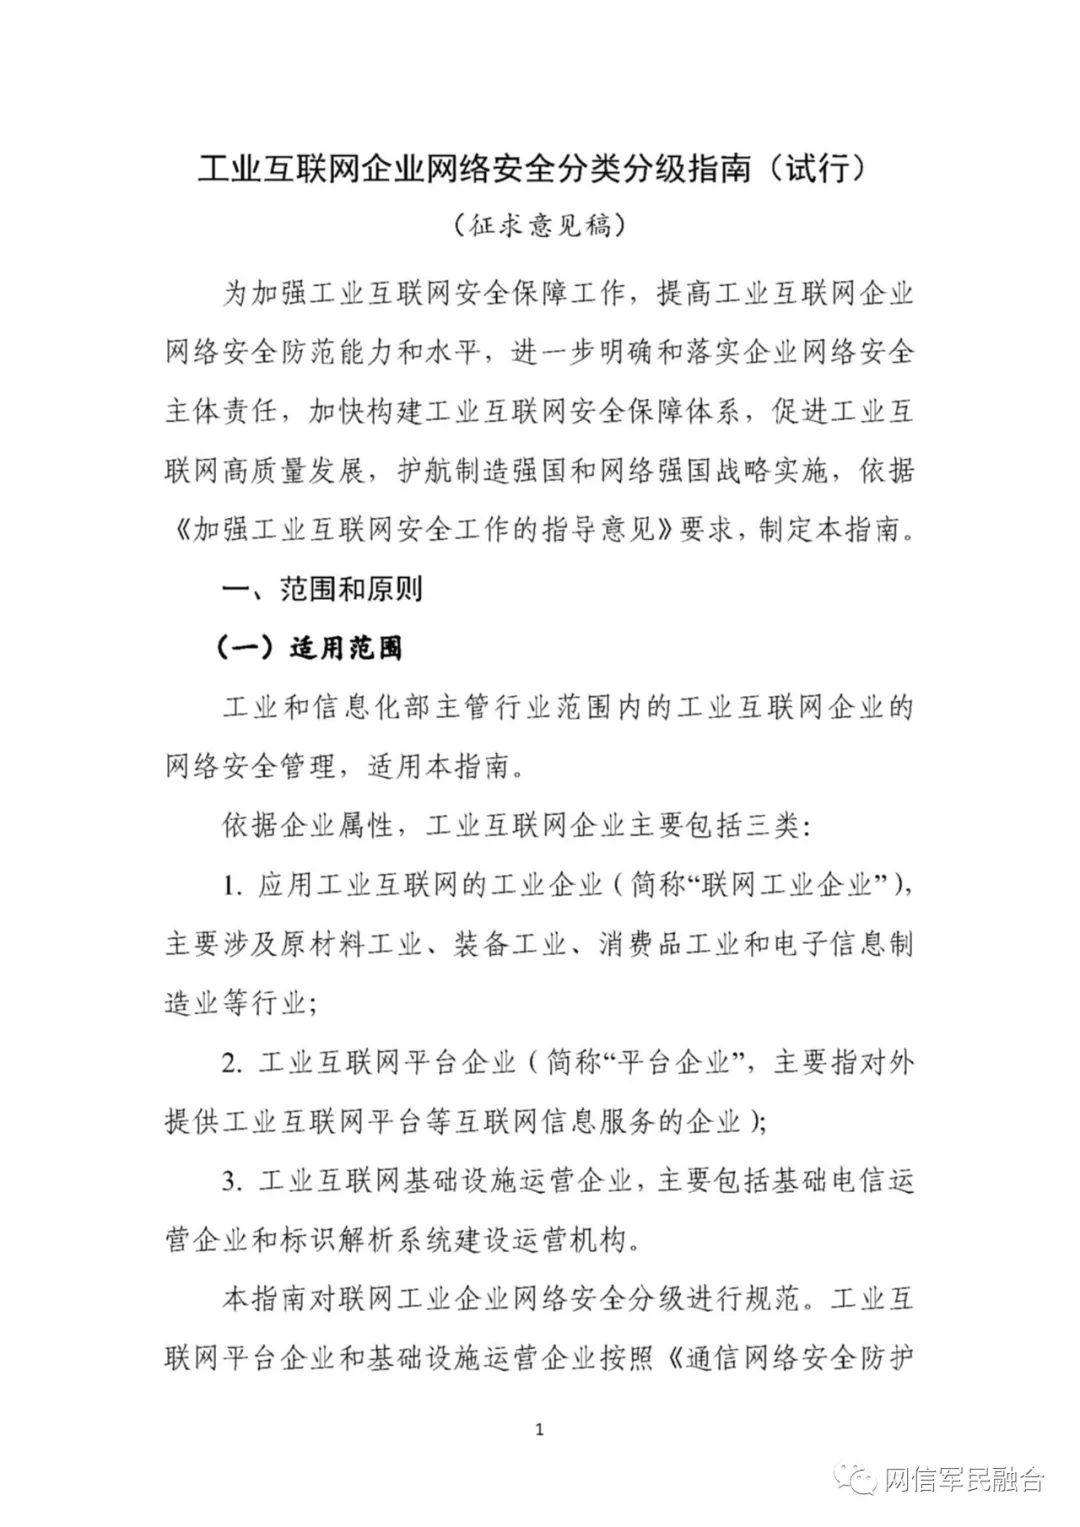 工业互联网企业网络安全分类分级指南（试行）
（征求意见稿）
为加强工业互联网安全保障工作，提高工业互联网企业
网络安全防范能力和水平，进一步明确和落实企业网络安全
主体责任，加快构建工业互联网安全保障体系，促进工业互
联网高质量发展，护航制造强国和网络强国战略实施，依据
《加强工业互联网安全工作的指导意见》要求，制定本指南。
一、范围和原则
（一）适用范围
工业和信息化部主管行业范围内的工业互联网企业的
网络安全管理，适用本指南。
依据企业属性，工业互联网企业主要包括三类：
1. 应用工业互联网的工业企业（简称“联网工业企业”），
主要涉及原材料工业、装备工业、消费品工业和电子信息制
造业等行业；
2. 工业互联网平台企业（简称“平台企业”，主要指对外
提供工业互联网平台等互联网信息服务的企业）；
3. 工业互联网基础设施运营企业，主要包括基础电信运
营企业和标识解析系统建设运营机构。
本指南对联网工业企业网络安全分级进行规范。工业互
联网平台企业和基础设施运营企业按照《通信网络安全防护
1
网信军民融合